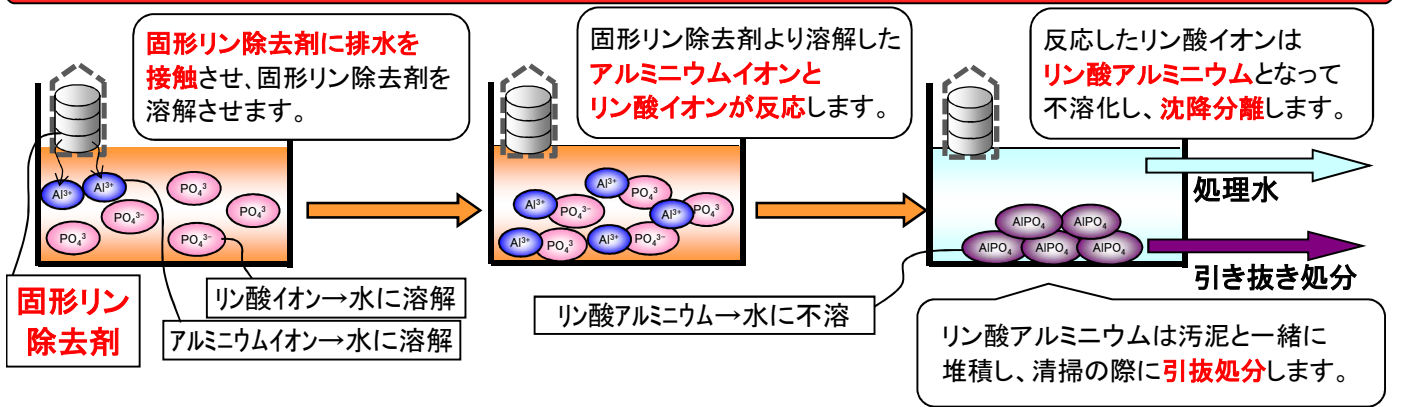 固形リン除去剤に排水を
接触させ、固形リン除去剤を
溶解させます。
固形リン除去剤より溶解した
アルミニウムイオンと
リン酸イオンが反応します。
反応したリン酸イオンは
リン酸アルミニウムとなって
不溶化し、沈降分離します。
Al³⁺
Al³⁺
PO₄³
PO₄³⁻
PO₄³
PO₄³
PO₄³⁻
Al³⁺
PO₄³
Al³⁺
PO₄³⁻
Al³⁺
PO₄³
Al³⁺
PO₄³
Al³⁺
PO₄³⁻
処理水
AlPO₄
AlPO₄
AlPO₄
AlPO₄
AlPO₄
引き抜き処分
固形リン
除去剤
リン酸イオン→水に溶解
アルミニウムイオン→水に溶解
リン酸アルミニウム→水に不溶
リン酸アルミニウムは汚泥と一緒に
堆積し、清掃の際に引抜処分します。